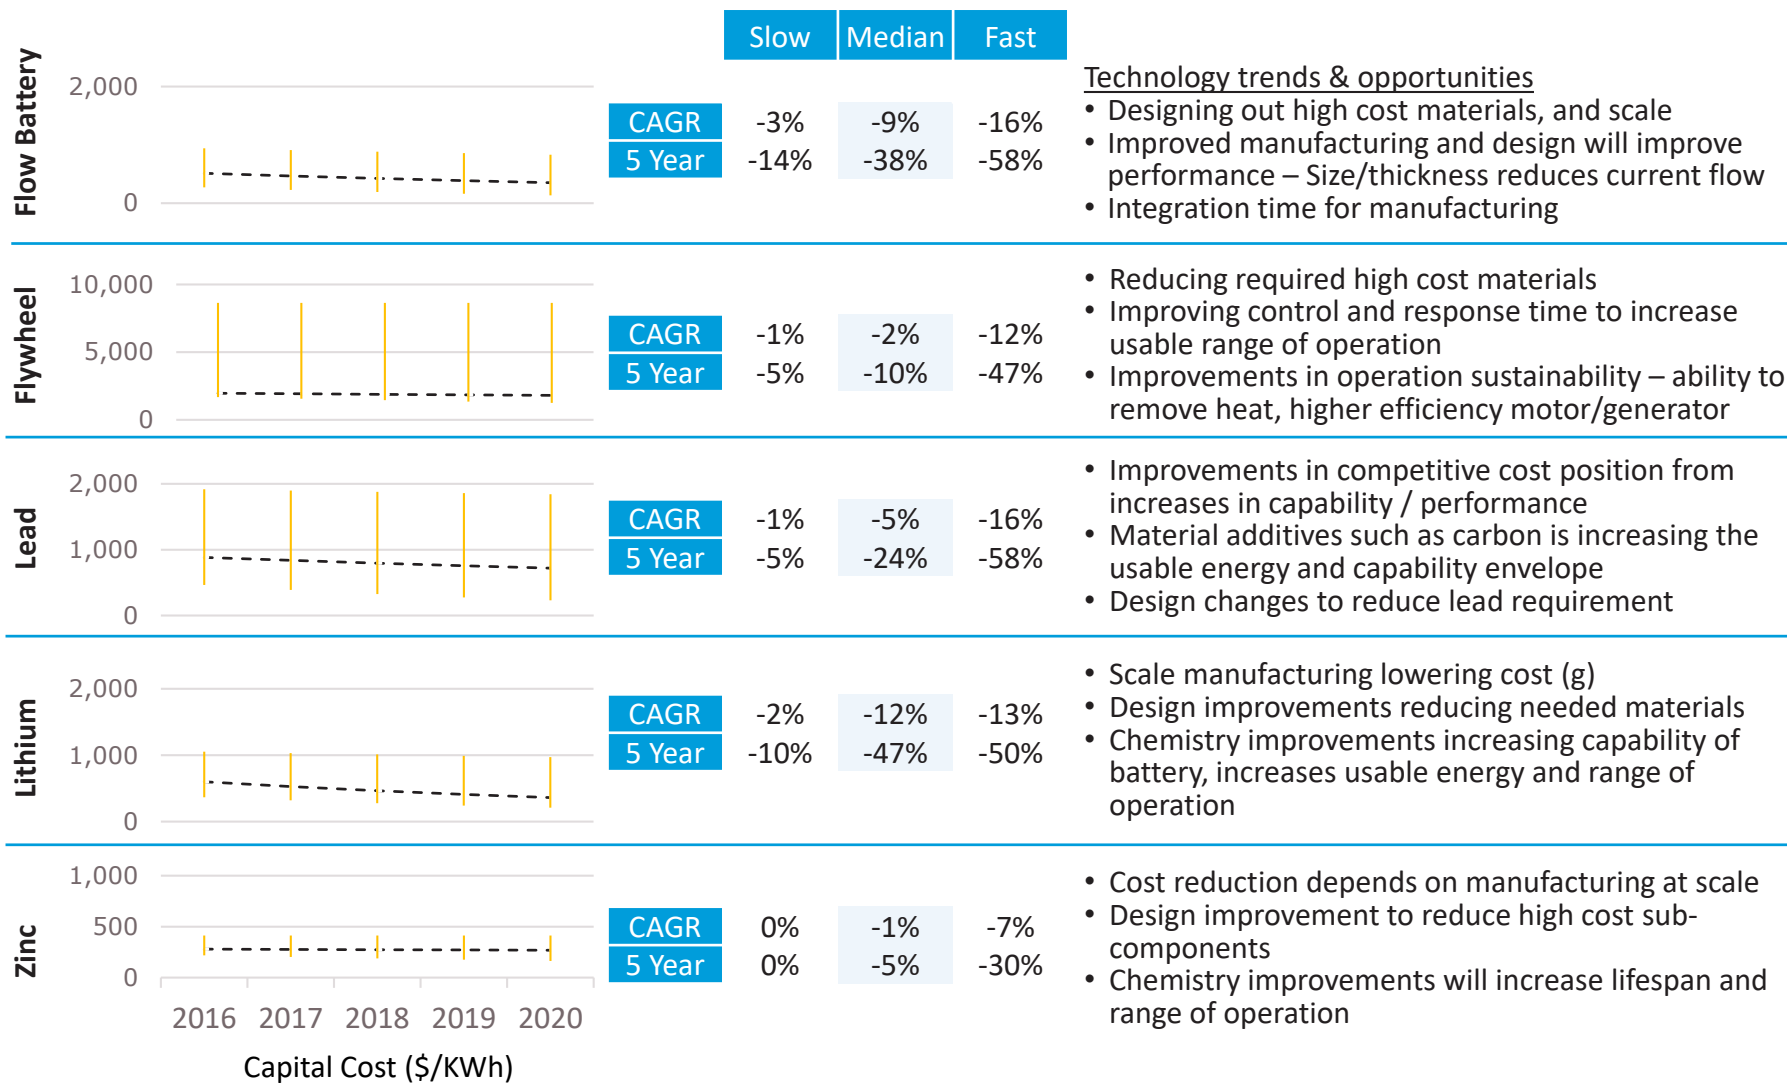 Slow Median Fast
Flow Battery
2,000
0
CAGR -3% -9% -16%
5 Year -14% -38% -58%
Technology trends & opportunities
• Designing out high cost materials, and scale
• Improved manufacturing and design will improve
performance – Size/thickness reduces current flow
• Integration time for manufacturing
Flywheel
10,000
5,000
0
CAGR -1% -2% -12%
5 Year -5% -10% -47%
• Reducing required high cost materials
• Improving control and response time to increase
usable range of operation
• Improvements in operation sustainability – ability to
remove heat, higher efficiency motor/generator
Lead
2,000
1,000
0
CAGR -1% -5% -16%
5 Year -5% -24% -58%
• Improvements in competitive cost position from
increases in capability / performance
• Material additives such as carbon is increasing the
usable energy and capability envelope
• Design changes to reduce lead requirement
Lithium
2,000
1,000
0
CAGR -2% -12% -13%
5 Year -10% -47% -50%
• Scale manufacturing lowering cost (g)
• Design improvements reducing needed materials
• Chemistry improvements increasing capability of
battery, increases usable energy and range of
operation
Zinc
1,000
500
0
CAGR 0% -1% -7%
5 Year 0% -5% -30%
• Cost reduction depends on manufacturing at scale
• Design improvement to reduce high cost sub-
components
• Chemistry improvements will increase lifespan and
range of operation
2016 2017 2018 2019 2020
Capital Cost ($/KWh)